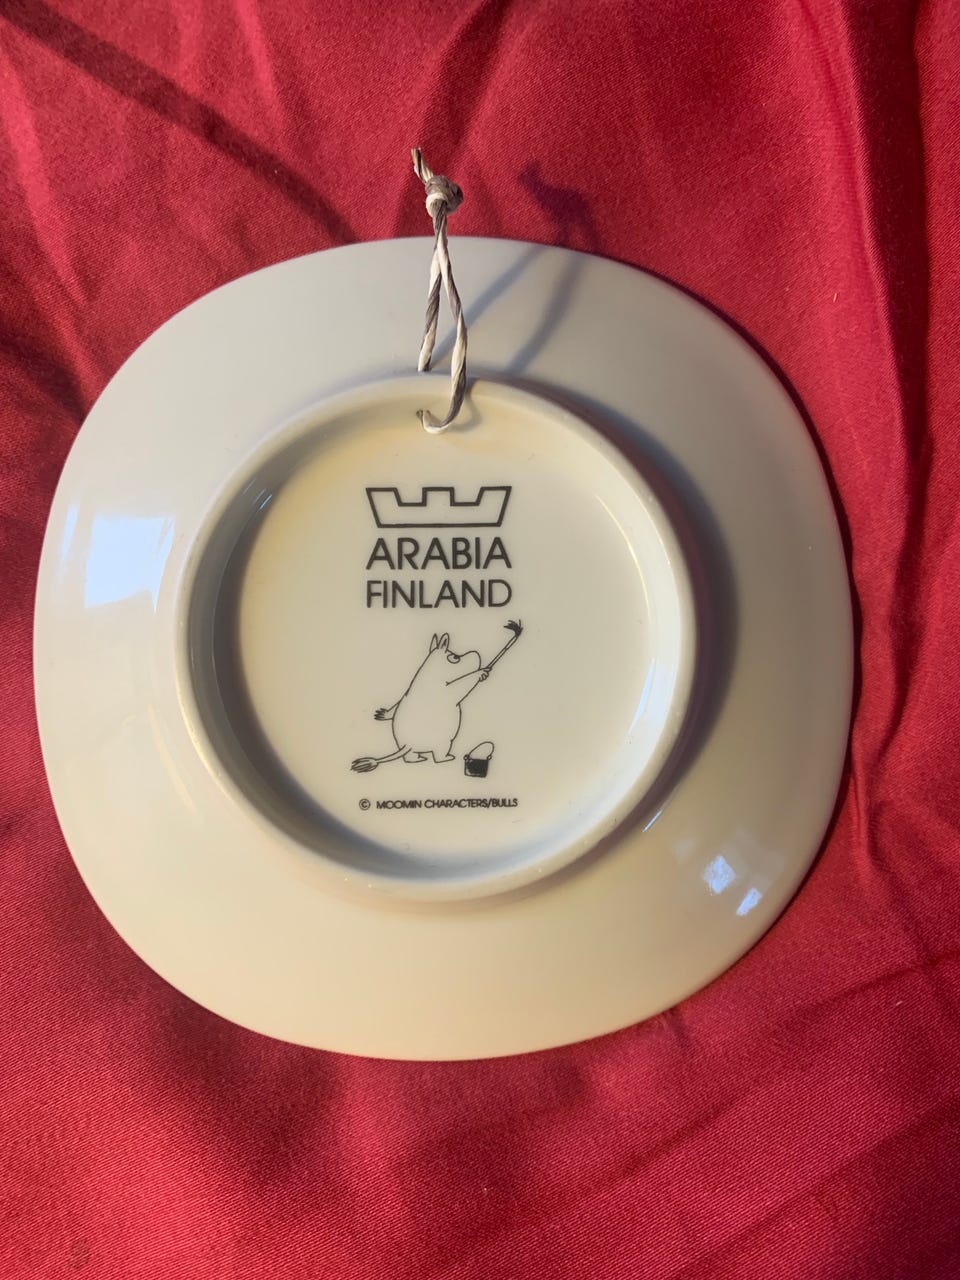 ARABIA
FINLAND
© MOOMIN CHARACTERS/BULLS